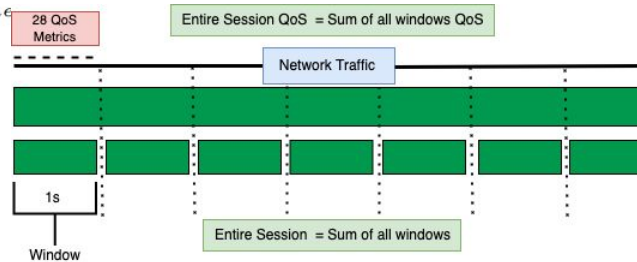 28 QoS
Metrics
Entire Session QoS = Sum of all windows QoS
Network Traffic
1s
Entire Session = Sum of all windows
Window